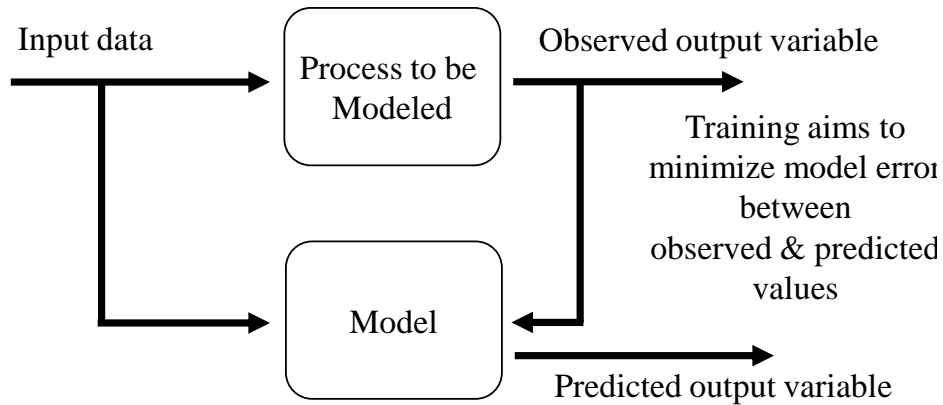 Input data
Process to be
Modeled
Observed output variable
Training aims to
minimize model error
between
observed & predicted
values
Model
Predicted output variable